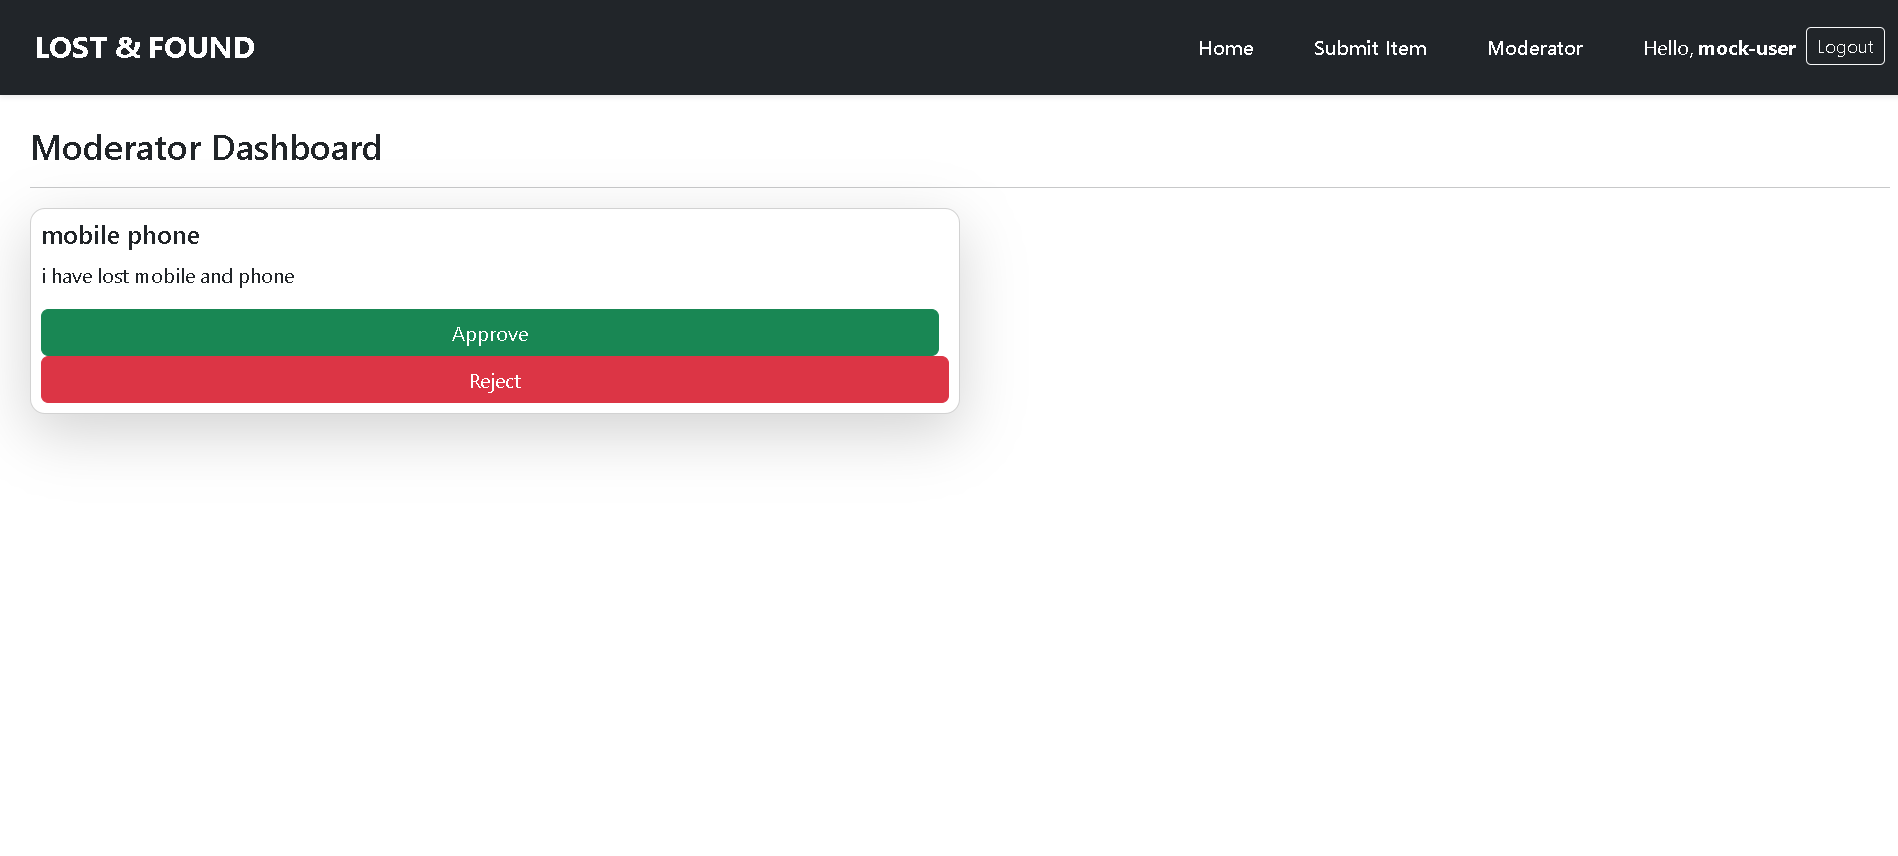 LOST & FOUND
Home Submit Item Moderator Hello, mock-user Logout
Moderator Dashboard
mobile phone
i have lost mobile and phone
Approve
Reject